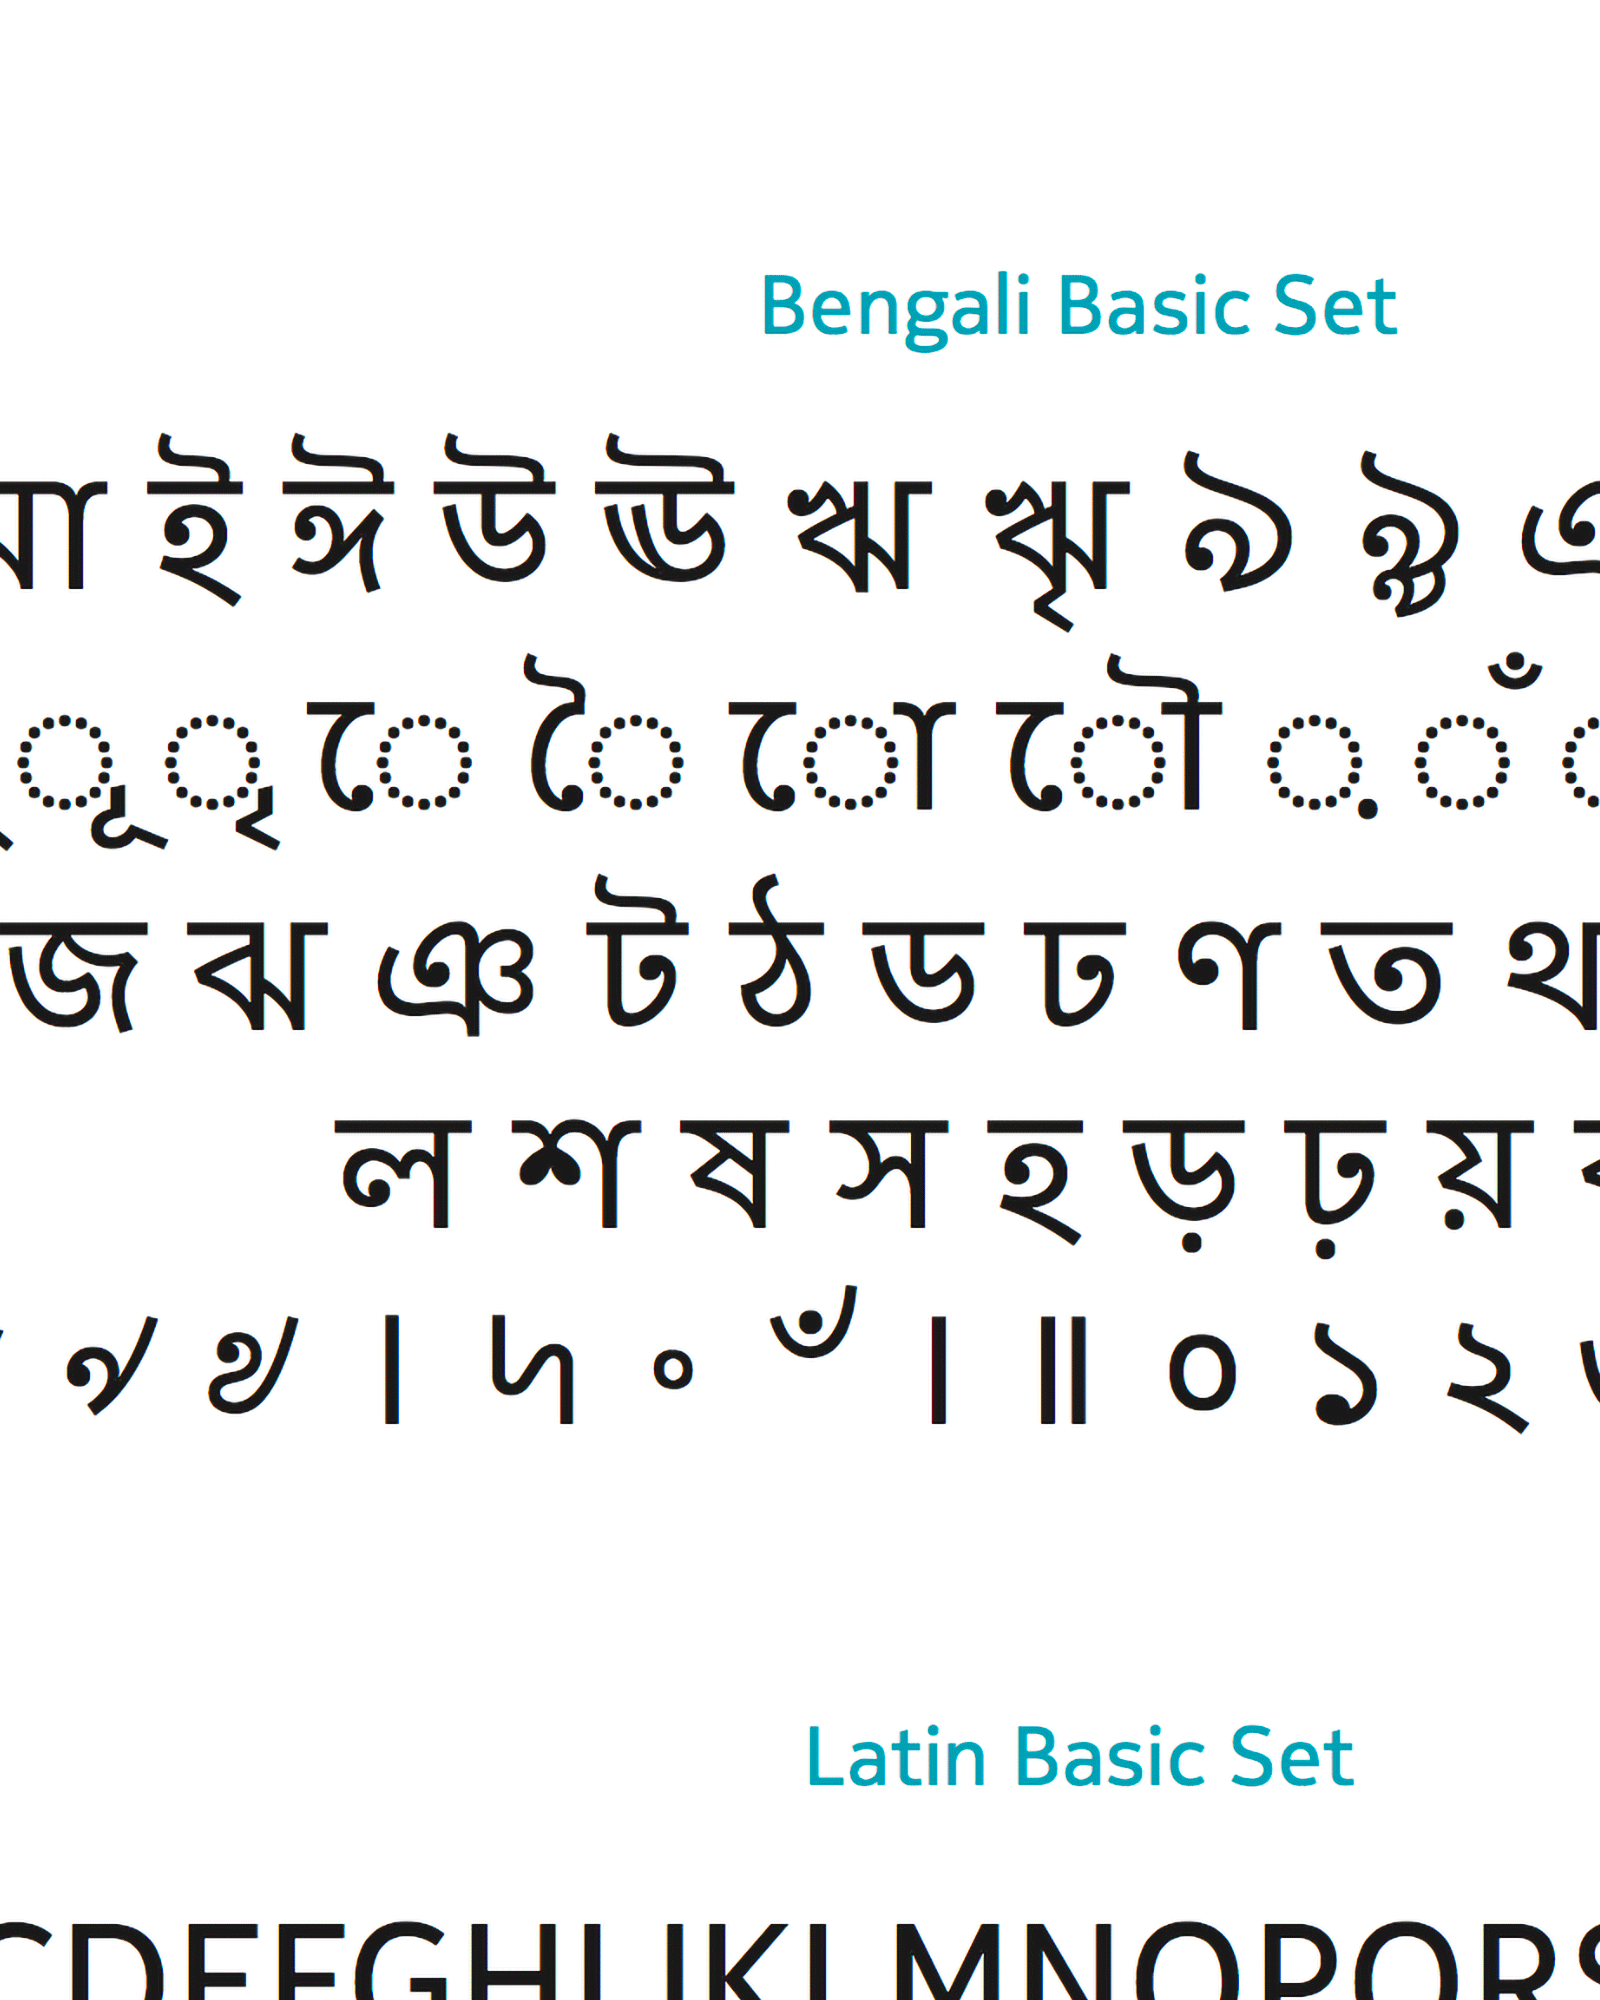 Bengali Basic Set
আ ই ঈ উ ঊ ঋ ৠ ঌ ৡ এ
ূ ৃ ে ৈ ো ৌ ় ঁ
জ ঝ ঞ ট ঠ ড ঢ ণ ত থ
ল শ ষ স হ ড় ঢ় য়
৵ ৶ ৷ ৸ ৹ ৺ । ॥ ০ ১ ২
Latin Basic Set
CDEFGHIJKLMNOPQRS